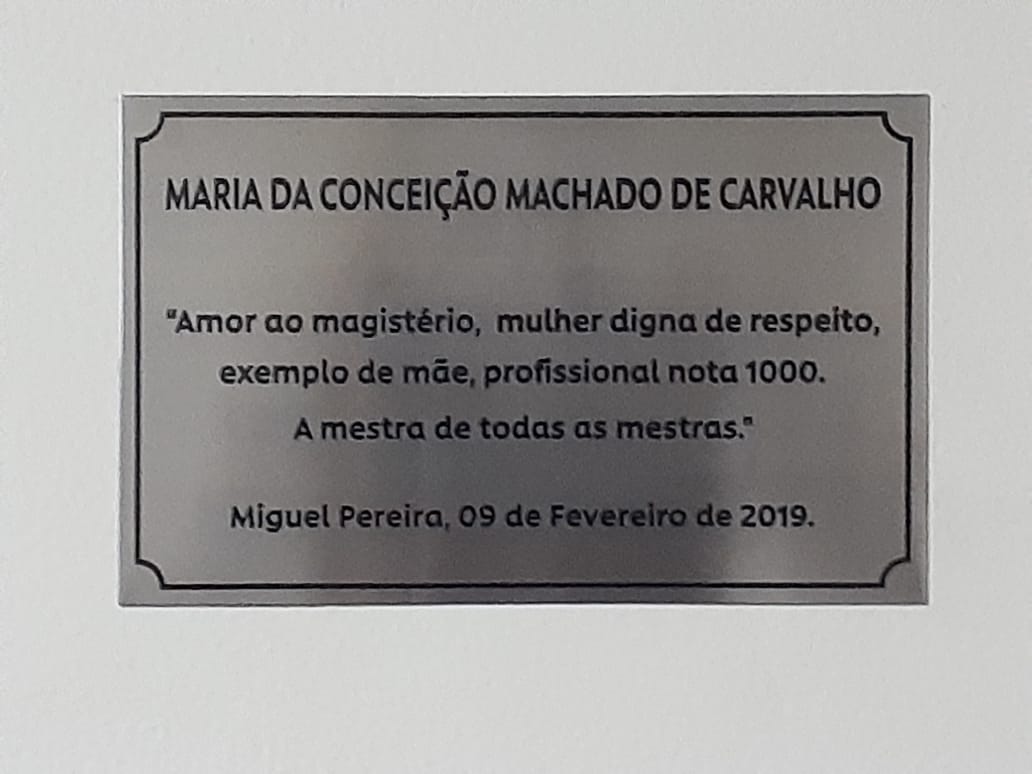 MARIA DA CONCEIÇÃO MACHADO DE CARVALHO
"Amor ao magistério, mulher digna de respeito,
exemplo de mãe, profissional nota 1000.
A mestra de todas as mestras."
Miguel Pereira, 09 de Fevereiro de 2019.